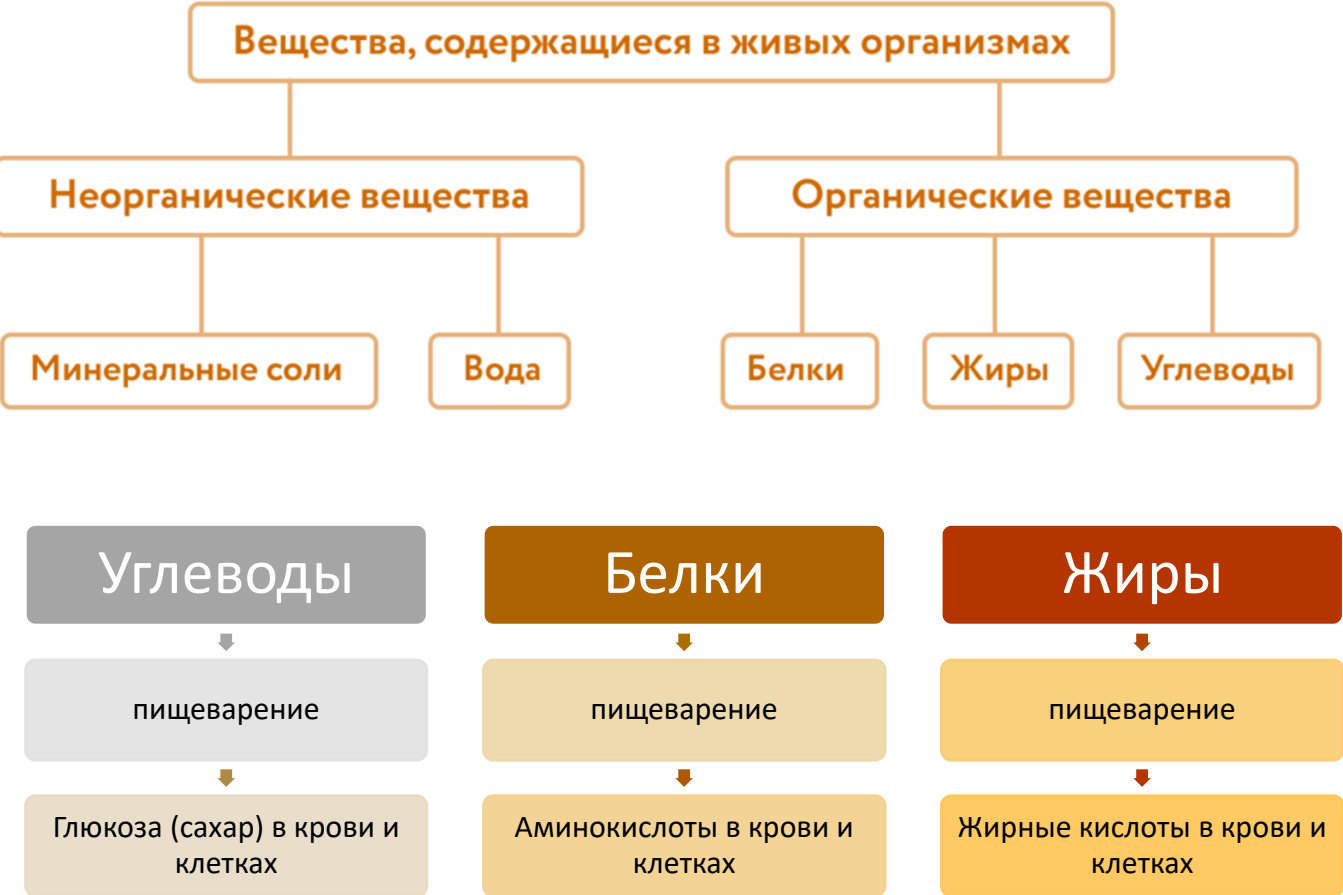 Вещества, содержащиеся в живых организмах
Неорганические вещества
Органические вещества
Минеральные соли
Вода
Белки
Жиры
Углеводы
Углеводы
пищеварение
Глюкоза (сахар) в крови и
клетках
Белки
пищеварение
Аминокислоты в крови и
клетках
Жиры
пищеварение
Жирные кислоты в крови и
клетках